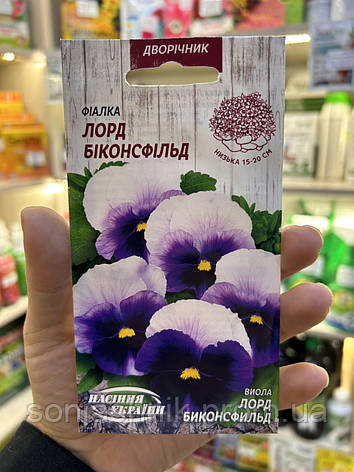 ДВОРІЧНИК
ФІАЛКА
ЛОРД
БІКОНСФІЛЬД
НИЗЬКА 15-20 СМ
НАСІННЯ
УКРАЇНИ
ВИОЛА
ЛОРД
БИКОНСФИЛЬД